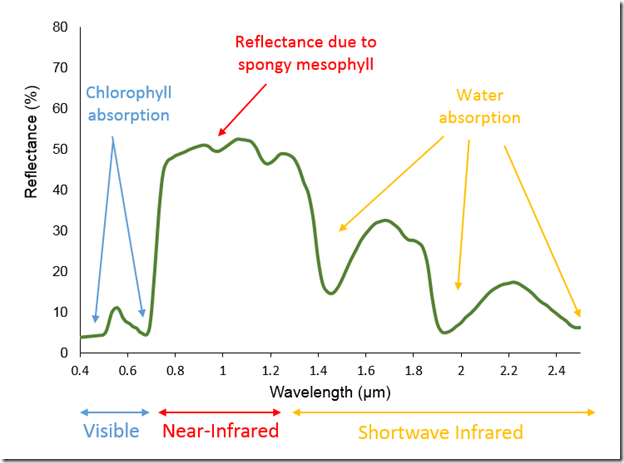 80
70
60
50
40
30
20
10
0
Reflectance (%)
Chlorophyll
absorption
Reflectance due to
spongy mesophyll
Water
absorption
0.4 0.6 0.8 1 1.2 1.4 1.6 1.8 2 2.2 2.4
Wavelength (µm)
Visible Near-Infrared Shortwave Infrared